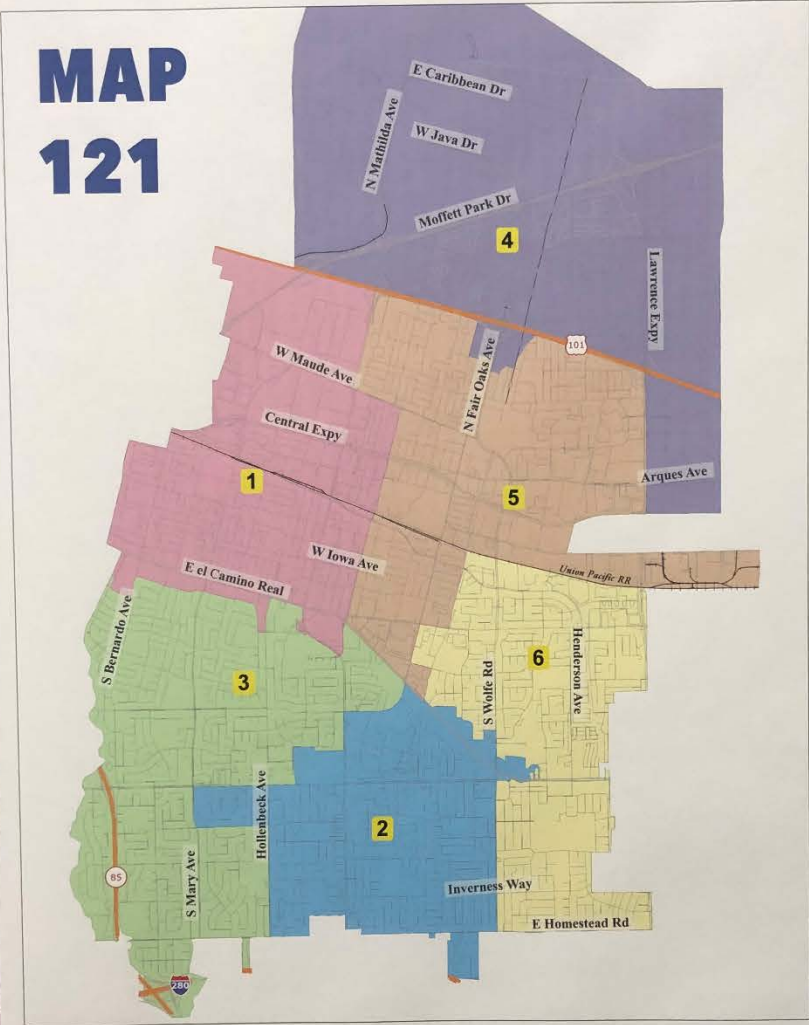 MAP
121
E Caribbean Dr
N Mathilda Ave
W Java Dr
Moffett Park Dr
4
Lawrence Expy
101
W Maude Ave
N Fair Oaks Ave
Central Expy
1
5
Arques Ave
W Iowa Ave
E el Camino Real
Union Pacific RR
S Bernardo Ave
3
6
S Wolfe Rd
Henderson Ave
Hollenbeck Ave
2
85
S Mary Ave
Inverness Way
E Homestead Rd
280